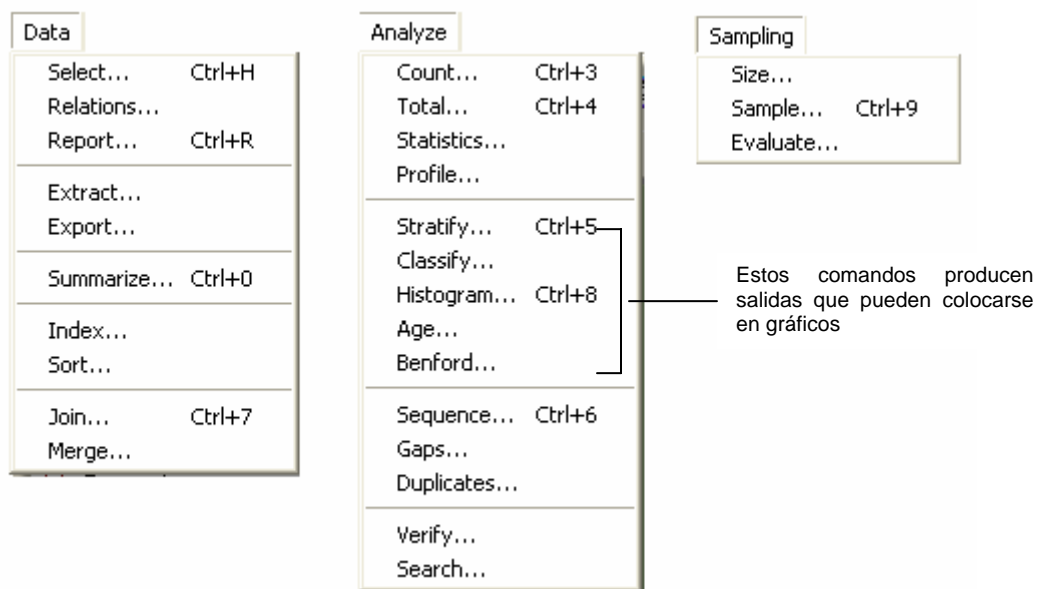 Data
Select... Ctrl+H
Relations...
Report... Ctrl+R
Extract...
Export...
Summarize... Ctrl+0
Index...
Sort...
Join... Ctrl+7
Merge...
Analyze
Count... Ctrl+3
Total... Ctrl+4
Statistics...
Profile...
Stratify... Ctrl+5
Classify...
Histogram... Ctrl+8
Age...
Benford...
Sequence... Ctrl+6
Gaps...
Duplicates...
Verify...
Search...
Sampling
Size...
Sample... Ctrl+9
Evaluate...
Estos comandos producen
salidas que pueden colocarse
en gráficos